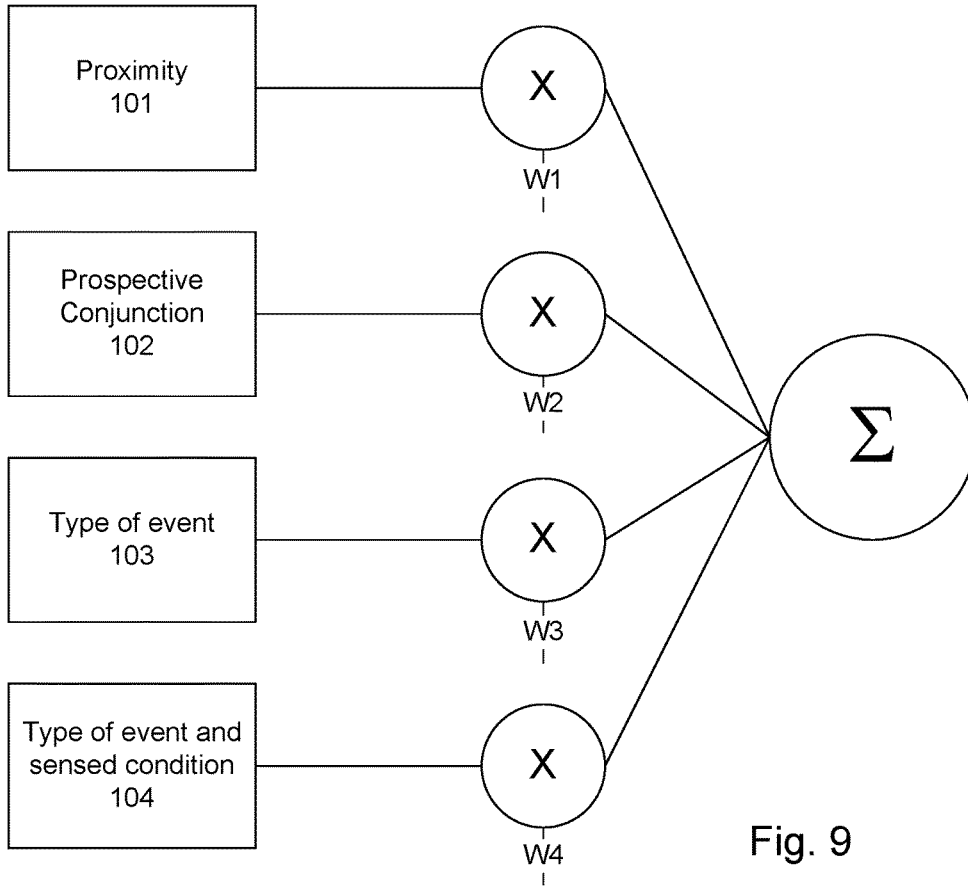 Proximity
101
X
W1
Prospective
Conjunction
102
X
W2
Type of event
103
X
W3
Type of event and
sensed condition
104
X
W4
Σ
Fig. 9